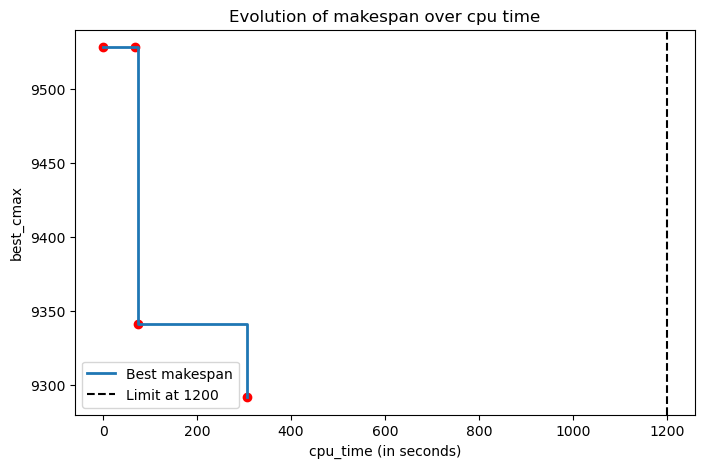 Evolution of makespan over cpu time
best_cmax
9500
9450
9400
9350
9300
Best makespan
Limit at 1200
0
200
400
600
800
1000
1200
cpu_time (in seconds)